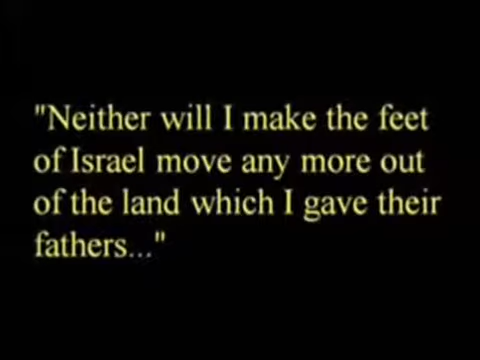 "Neither will I make the feet
of Israel move any more out
of the land which I gave their
fathers..."